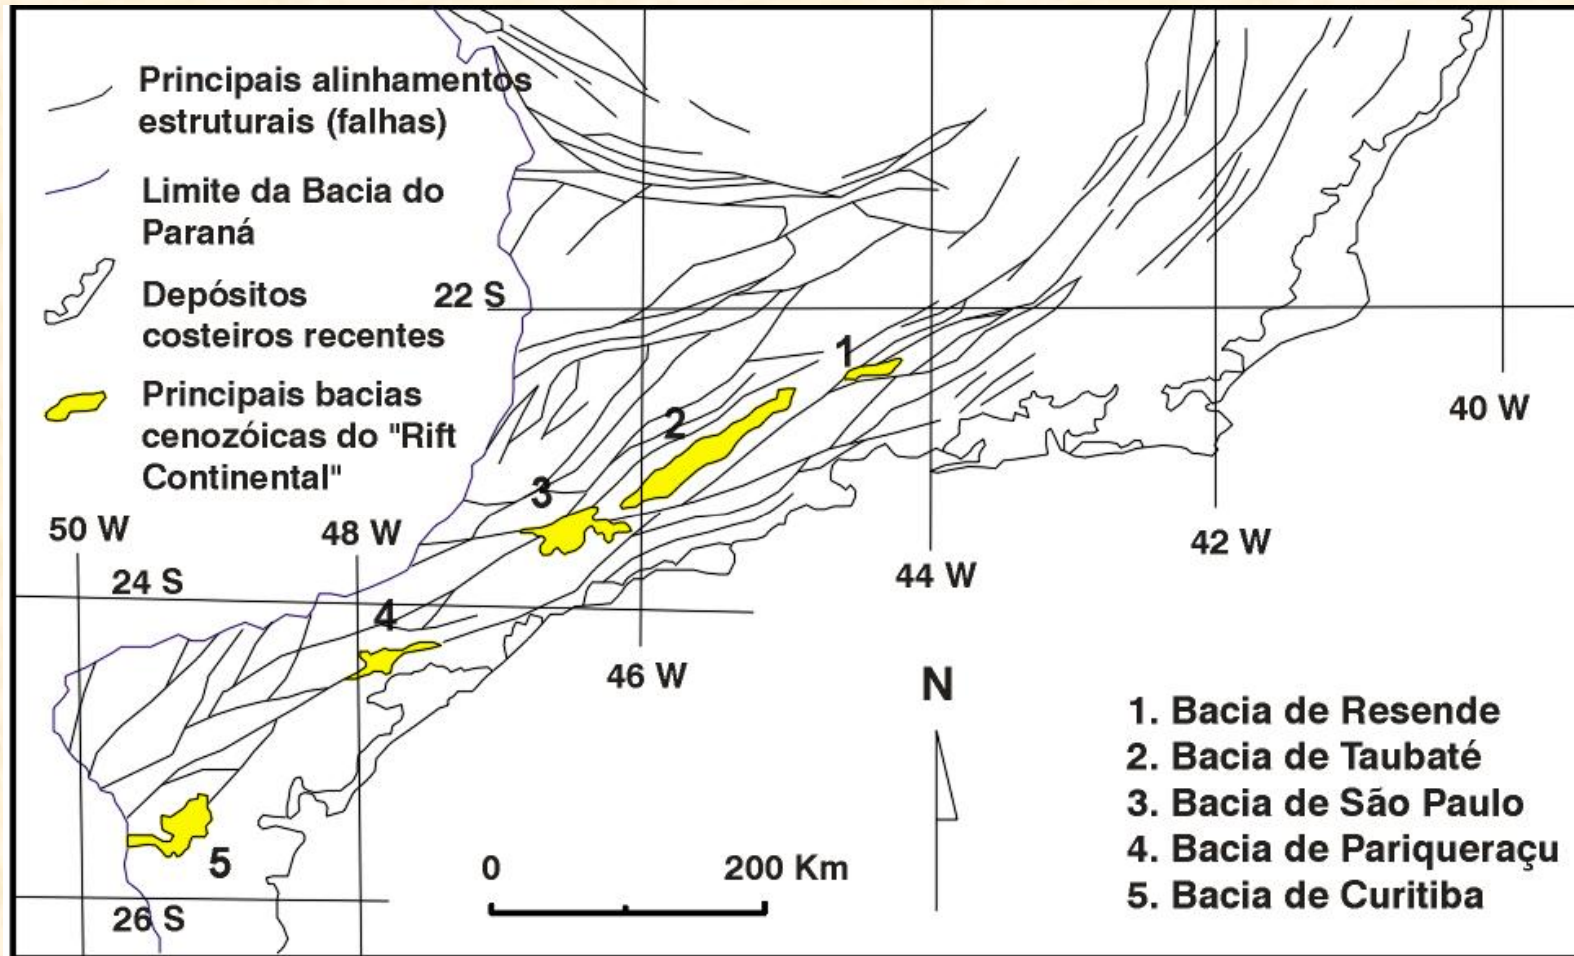 Principais alinhamentos
estruturais (falhas)
Limite da Bacia do
Paraná
Depósitos
costeiros recentes
Principais bacias
cenozóicas do "Rift
Continental"
22 S
1
2
3
40 W
50 W
48 W
42 W
44 W
24 S
4
46 W
N
5
26 S
0
200 Km
1. Bacia de Resende
2. Bacia de Taubaté
3. Bacia de São Paulo
4. Bacia de Pariqueraçu
5. Bacia de Curitiba